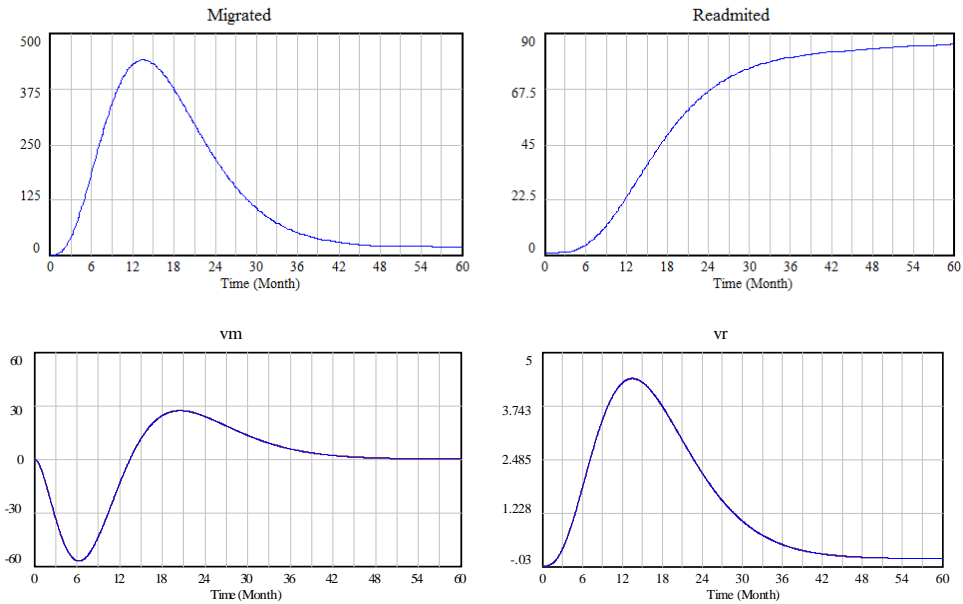 Migrated
500
375
250
125
0
0 6 12 18 24 30 36 42 48 54 60
Time (Month)
Readmited
90
67.5
45
22.5
0
0 6 12 18 24 30 36 42 48 54 60
Time (Month)
vm
60
30
0
-30
-60
0 6 12 18 24 30 36 42 48 54 60
Time (Month)
vr
5
3.743
2.485
1.228
-.03
0 6 12 18 24 30 36 42 48 54 60
Time (Month)